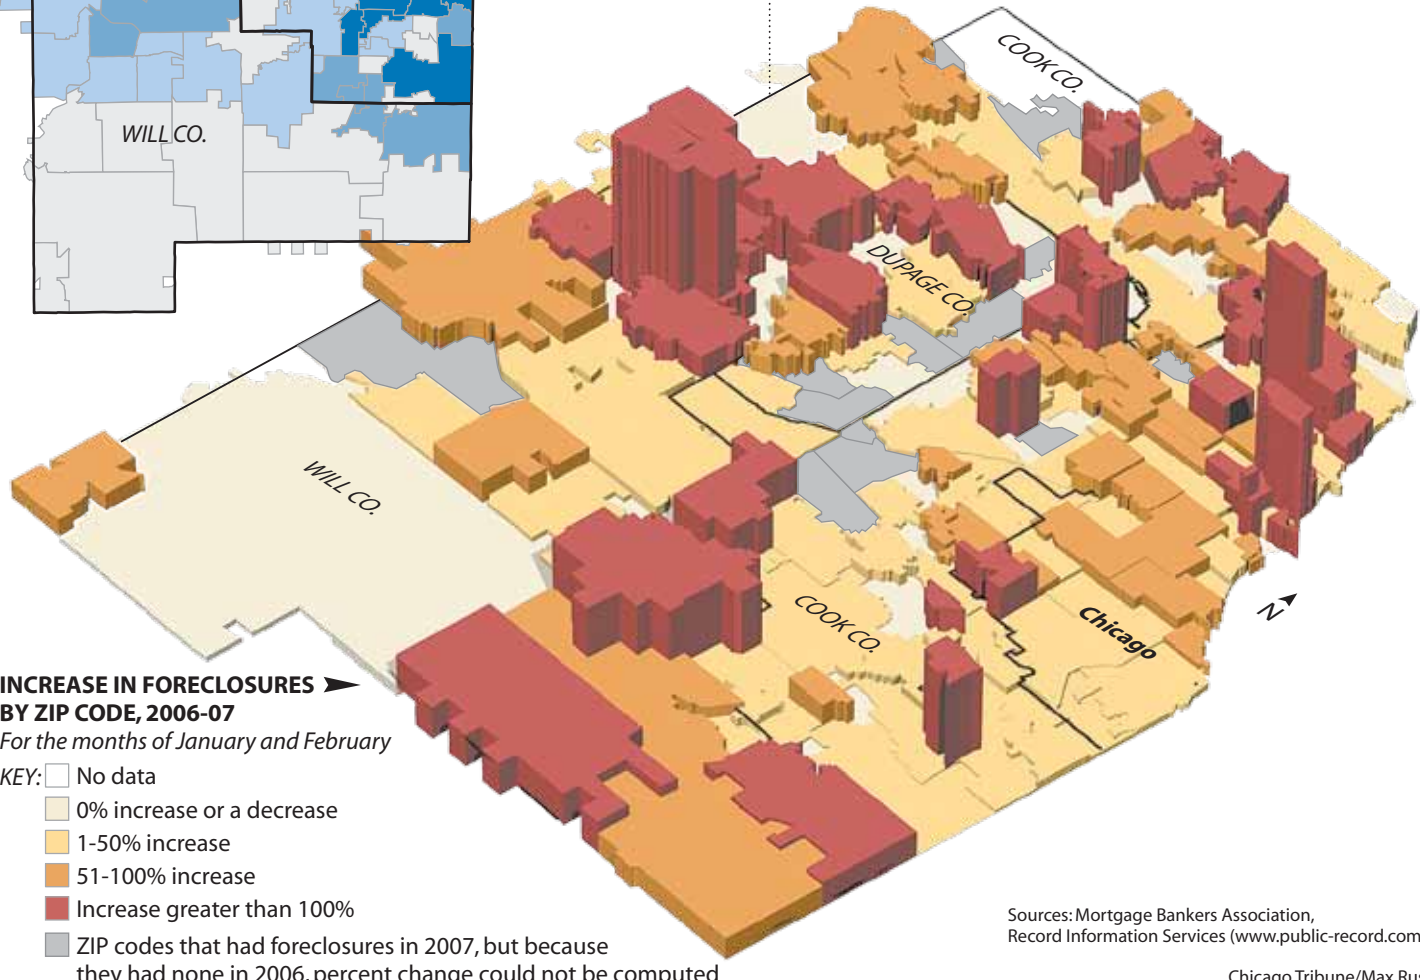 WILL CO.
COOK CO.
DUPAGE CO.
WILL CO.
COOK CO.
Chicago
N
INCREASE IN FORECLOSURES
BY ZIP CODE, 2006-07
For the months of January and February
KEY: No data
0% increase or a decrease
1-50% increase
51-100% increase
Increase greater than 100%
ZIP codes that had foreclosures in 2007, but because
they had none in 2006, percent change could not be computed
Sources: Mortgage Bankers Association,
Record Information Services (www.public-record.com
Chicago Tribune/Max Rus